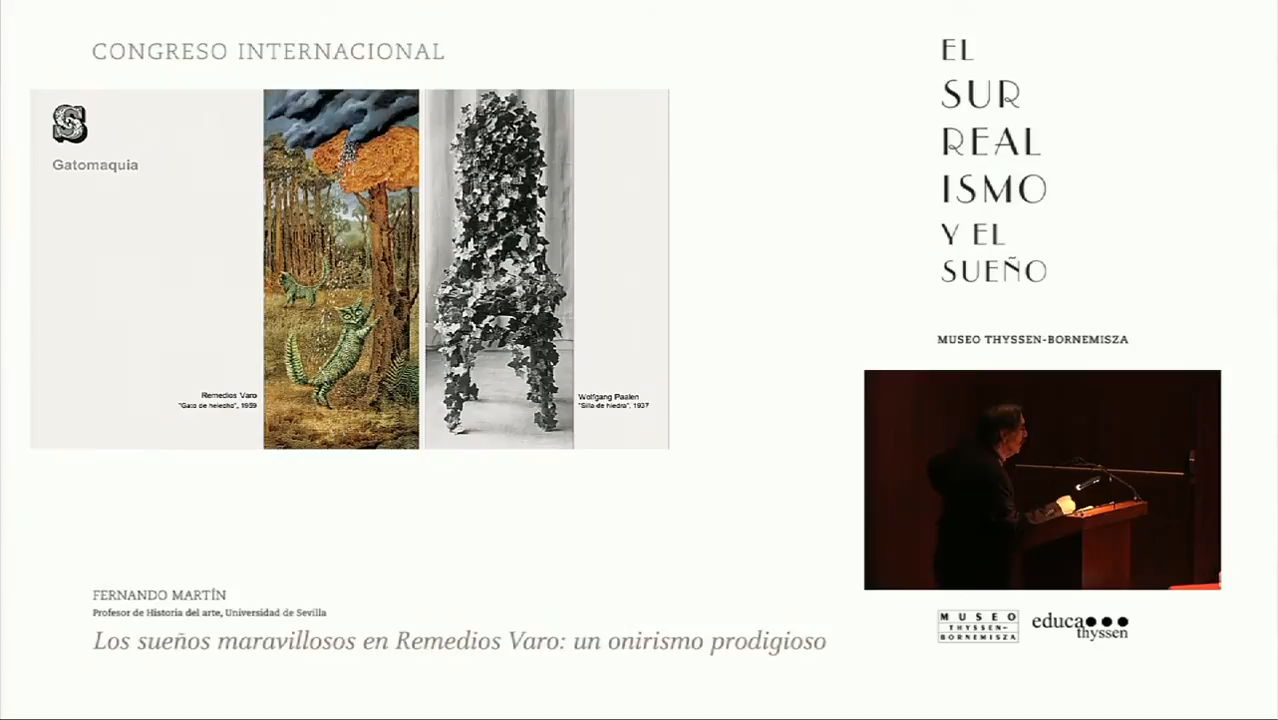 CONGRESO INTERNACIONAL
S
Gatomaquia
Remedios Varo
"Gato de helecho", 1959
Wolfgang Paalen
"Silla de hiedra", 1937
EL
SUR
REAL
ISMO
Y EL
SUEÑO
MUSEO THYSSEN-BORNEMISZA
FERNANDO MARTÍN
Profesor de Historia del arte, Universidad de Sevilla
Los sueños maravillosos en Remedios Varo: un onirismo prodigioso
MUSEO
THYSSEN-
BORNEMISZA
educa
thyssen